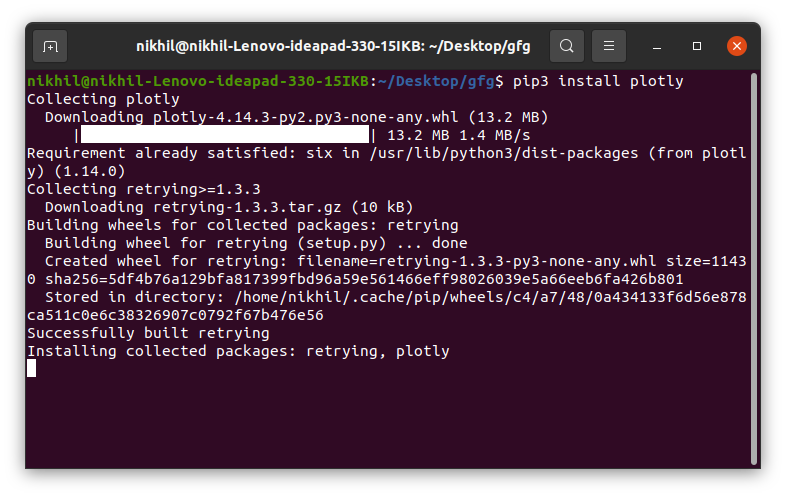 nikhil@nikhil-Lenovo-ideapad-330-15IKB: ~/Desktop/gfg
nikhil@nikhil-Lenovo-ideapad-330-15IKB:~/Desktop/gfg$ pip3 install plotly
Collecting plotly
  Downloading plotly-4.14.3-py2.py3-none-any.whl (13.2 MB)
     |████████████████████████████████| 13.2 MB 1.4 MB/s
Requirement already satisfied: six in /usr/lib/python3/dist-packages (from plotl
y) (1.14.0)
Collecting retrying>=1.3.3
  Downloading retrying-1.3.3.tar.gz (10 kB)
Building wheels for collected packages: retrying
  Building wheel for retrying (setup.py) ... done
  Created wheel for retrying: filename=retrying-1.3.3-py3-none-any.whl size=1143
0 sha256=5df4b76a129bfa817399fbd96a59e561466eff98026039e5a66eeb6fa426b801
  Stored in directory: /home/nikhil/.cache/pip/wheels/c4/a7/48/0a434133f6d56e878
ca511c0e6c38326907c0792f67b476e56
Successfully built retrying
Installing collected packages: retrying, plotly